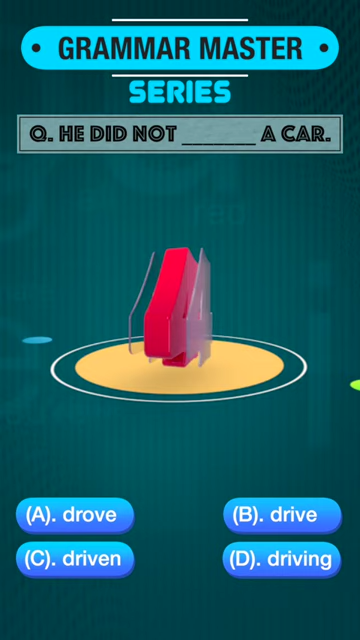 • GRAMMAR MASTER •
SERIES
Q. HE DID NOT _______ A CAR.
4
(A). drove
(B). drive
(C). driven
(D). driving